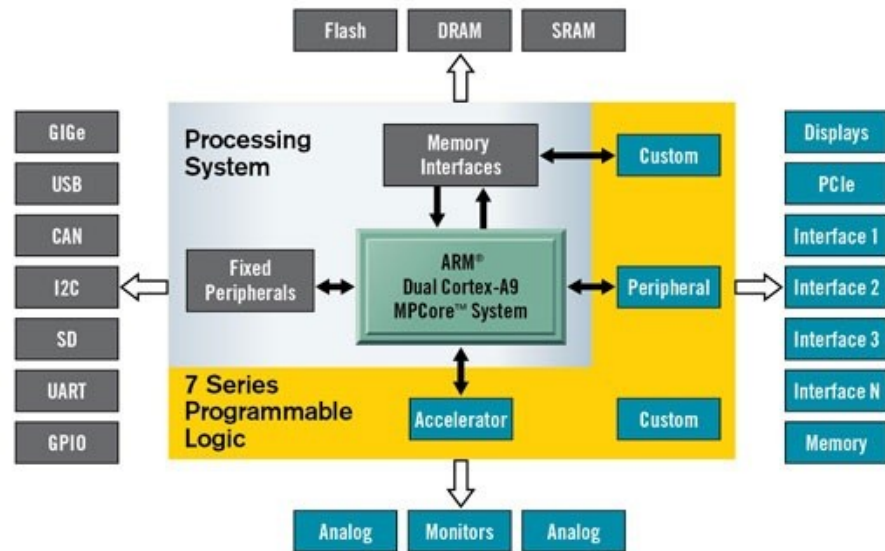 Flash
DRAM
SRAM
GIGe
USB
CAN
I2C
SD
UART
GPIO
Processing
System
Memory
Interfaces
Custom
Fixed
Peripherals
ARM®
Dual Cortex-A9
MPCore™ System
Peripheral
7 Series
Programmable
Logic
Accelerator
Custom
Displays
PCIe
Interface 1
Interface 2
Interface 3
Interface N
Memory
Analog
Monitors
Analog